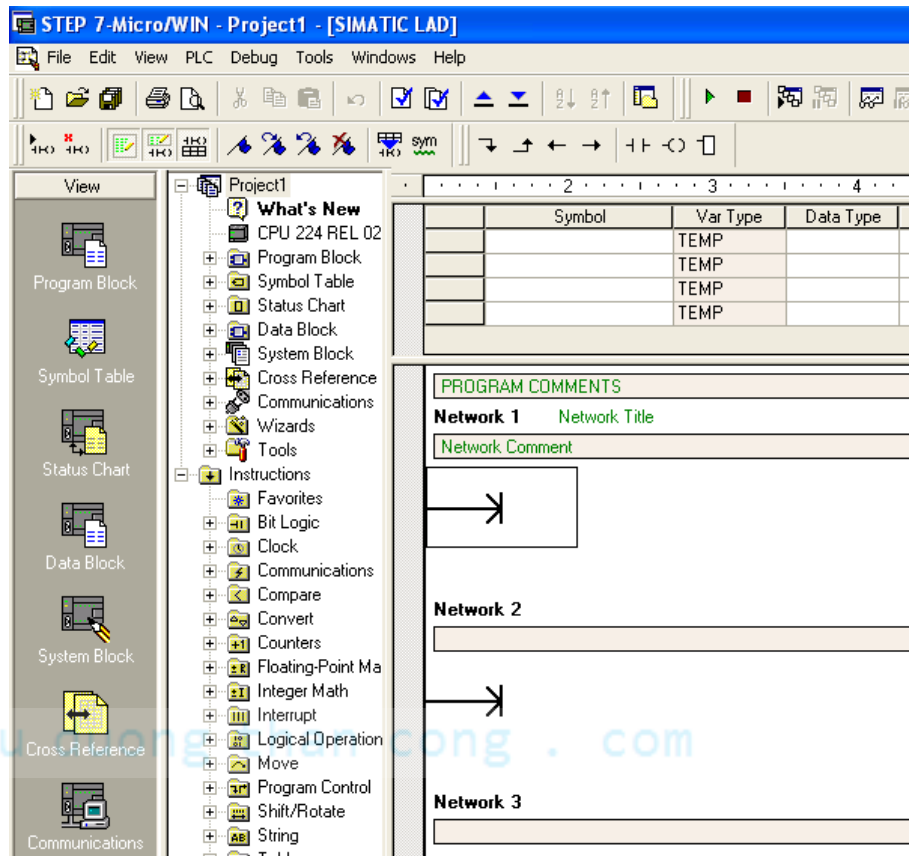 STEP 7-Micro/WIN - Project1 - [SIMATIC LAD]
File Edit View PLC Debug Tools Windows Help
sym
View
Program Block
Symbol Table
Status Chart
Data Block
System Block
Cross Reference
Communications
Project1
What's New
CPU 224 REL 02
Program Block
Symbol Table
Status Chart
Data Block
System Block
Cross Reference
Communications
Wizards
Tools
Instructions
Favorites
Bit Logic
Clock
Communications
Compare
Convert
Counters
Floating-Point Ma
Integer Math
Interrupt
Logical Operation
Move
Program Control
Shift/Rotate
String
2 3 4
Symbol Var Type Data Type
TEMP
TEMP
TEMP
TEMP
PROGRAM COMMENTS
Network 1 Network Title
Network Comment
Network 2
Network 3
cong . com